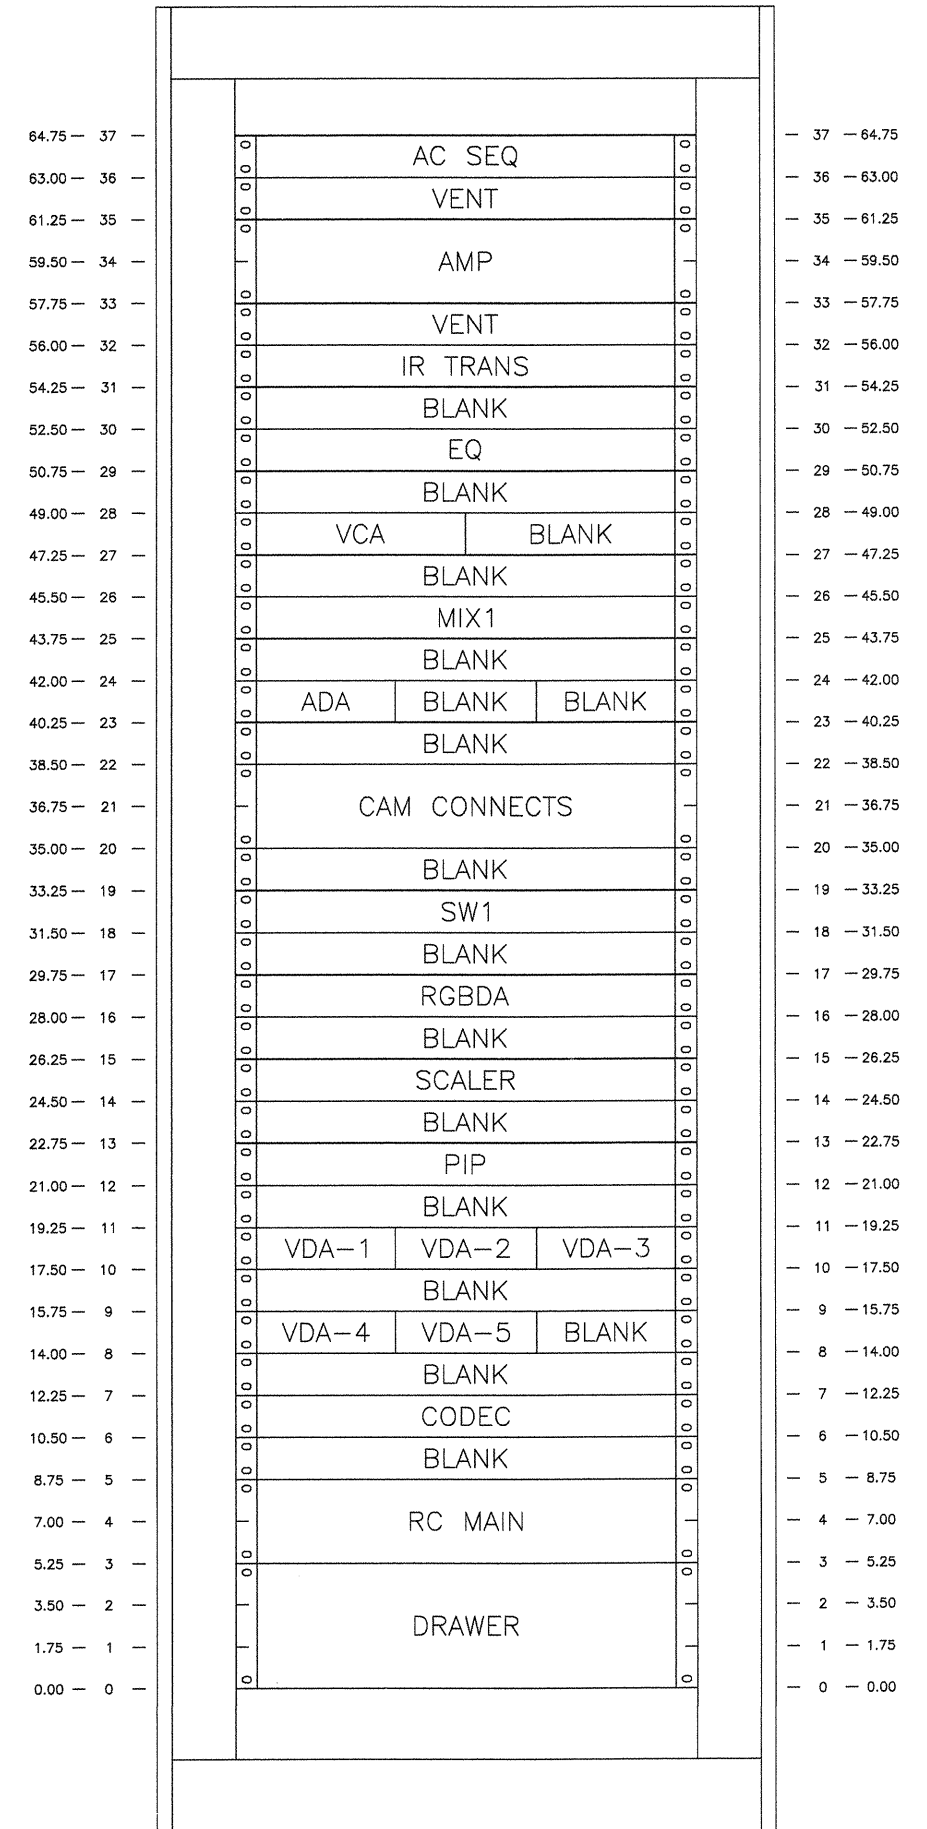 64.75 — 37 — — 37 — 64.75
AC SEQ
63.00 — 36 — — 36 — 63.00
VENT
61.25 — 35 — — 35 — 61.25
59.50 — 34 — AMP — 34 — 59.50
57.75 — 33 — — 33 — 57.75
VENT
56.00 — 32 — — 32 — 56.00
IR TRANS
54.25 — 31 — — 31 — 54.25
BLANK
52.50 — 30 — — 30 — 52.50
EQ
50.75 — 29 — — 29 — 50.75
BLANK
49.00 — 28 — — 28 — 49.00
VCA BLANK
47.25 — 27 — — 27 — 47.25
BLANK
45.50 — 26 — — 26 — 45.50
MIX1
43.75 — 25 — — 25 — 43.75
BLANK
42.00 — 24 — — 24 — 42.00
ADA BLANK BLANK
40.25 — 23 — — 23 — 40.25
BLANK
38.50 — 22 — — 22 — 38.50
36.75 — 21 — CAM CONNECTS — 21 — 36.75
35.00 — 20 — — 20 — 35.00
BLANK
33.25 — 19 — — 19 — 33.25
SW1
31.50 — 18 — — 18 — 31.50
BLANK
29.75 — 17 — — 17 — 29.75
RGBDA
28.00 — 16 — — 16 — 28.00
BLANK
26.25 — 15 — — 15 — 26.25
SCALER
24.50 — 14 — — 14 — 24.50
BLANK
22.75 — 13 — — 13 — 22.75
PIP
21.00 — 12 — — 12 — 21.00
BLANK
19.25 — 11 — — 11 — 19.25
VDA—1 VDA—2 VDA—3
17.50 — 10 — — 10 — 17.50
BLANK
15.75 — 9 — — 9 — 15.75
VDA—4 VDA—5 BLANK
14.00 — 8 — — 8 — 14.00
BLANK
12.25 — 7 — — 7 — 12.25
CODEC
10.50 — 6 — — 6 — 10.50
BLANK
8.75 — 5 — — 5 — 8.75
7.00 — 4 — RC MAIN — 4 — 7.00
5.25 — 3 — — 3 — 5.25
3.50 — 2 — — 2 — 3.50
DRAWER
1.75 — 1 — — 1 — 1.75
0.00 — 0 — — 0 — 0.00